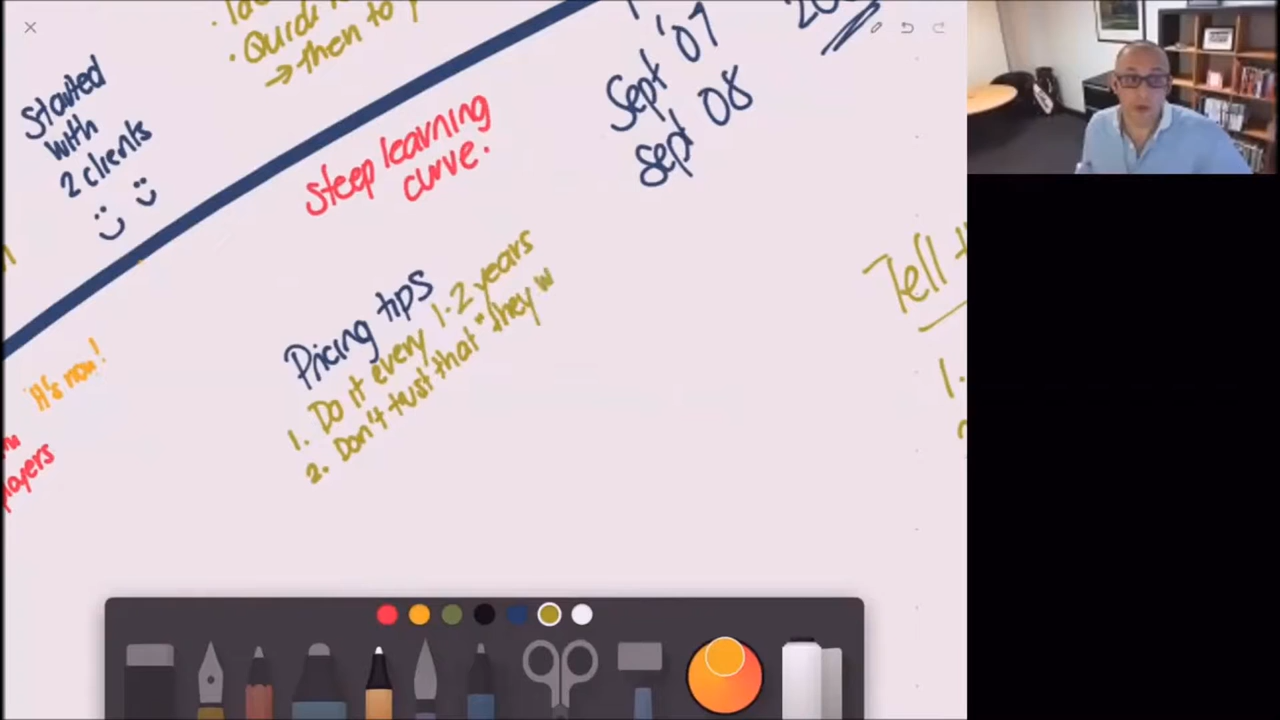 • Quick
→ then to
Started
with
2 clients
steep learning
curve.
Sept '07
Sept 08
Pricing tips
1. Do it every 1-2 years
2. Don't trust that "they w
It's now!
players
Tell t
1.